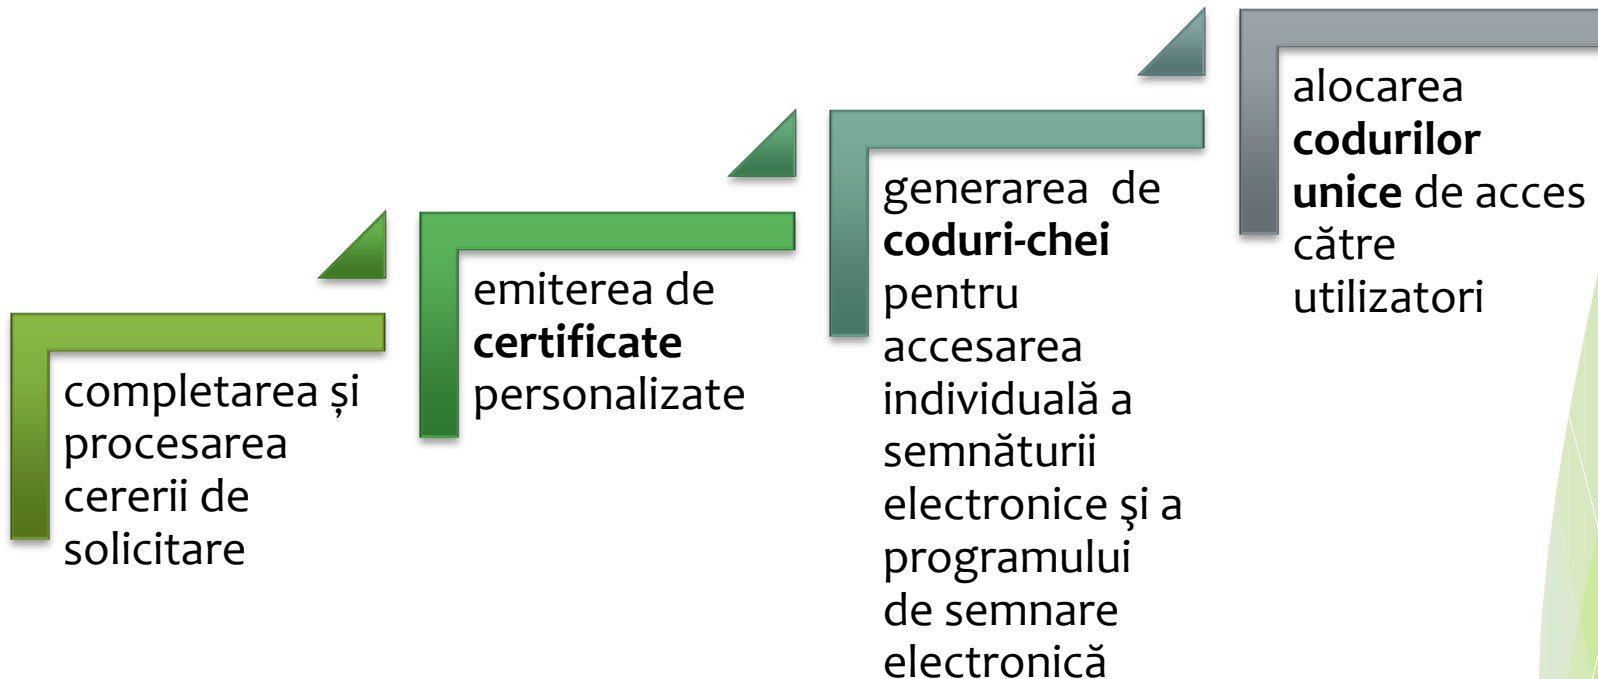 completarea și
procesarea
cererii de
solicitare
emiterea de
certificate
personalizate
generarea de
coduri-chei
pentru
accesarea
individuală a
semnăturii
electronice şi a
programului
de semnare
electronică
alocarea
codurilor
unice de acces
către
utilizatori